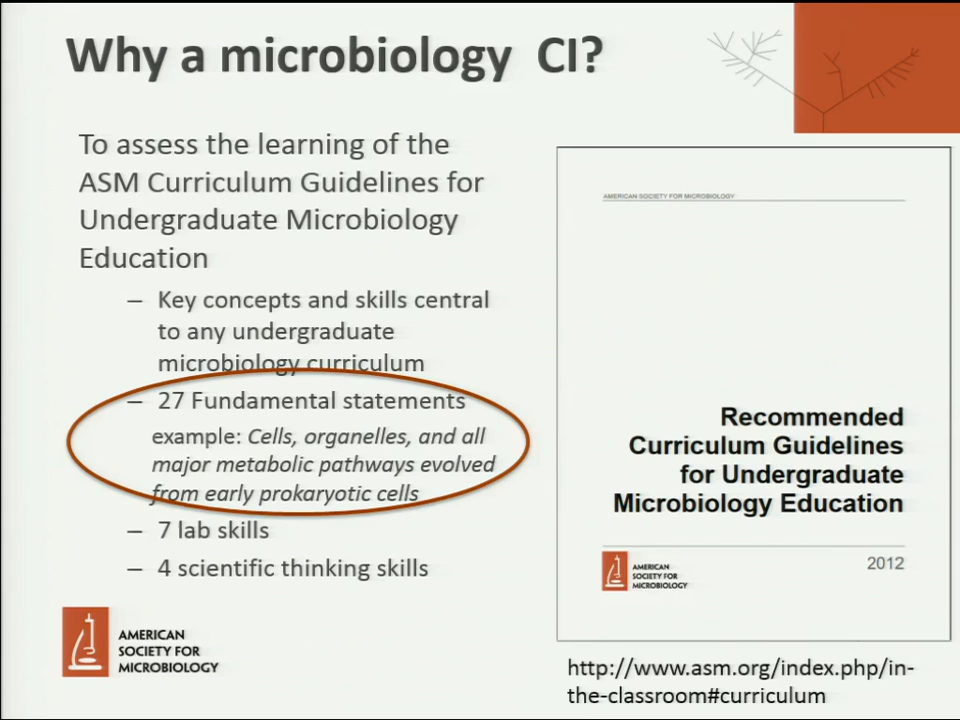 Why a microbiology CI?
To assess the learning of the
ASM Curriculum Guidelines for
Undergraduate Microbiology
Education
– Key concepts and skills central
to any undergraduate
microbiology curriculum
– 27 Fundamental statements
example: Cells, organelles, and all
major metabolic pathways evolved
from early prokaryotic cells
– 7 lab skills
– 4 scientific thinking skills
AMERICAN
SOCIETY FOR
MICROBIOLOGY
AMERICAN SOCIETY FOR MICROBIOLOGY
Recommended
Curriculum Guidelines
for Undergraduate
Microbiology Education
AMERICAN
SOCIETY FOR
MICROBIOLOGY
2012
http://www.asm.org/index.php/in-
the-classroom#curriculum